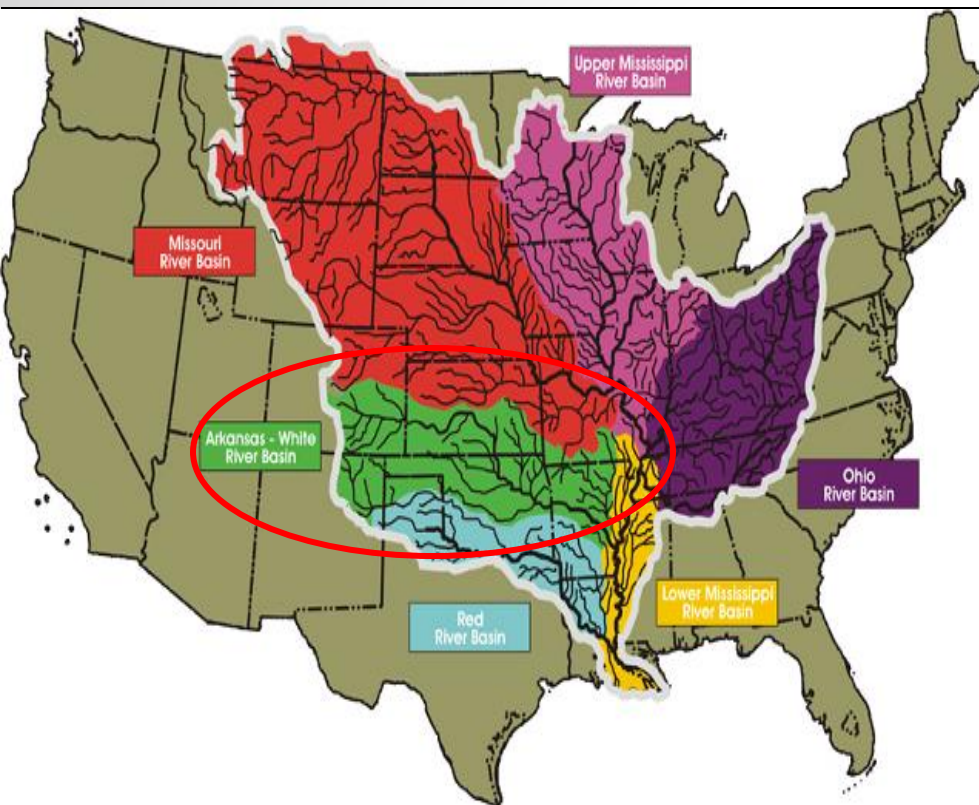 Upper Mississippi
River Basin
Missouri
River Basin
Arkansas - White
River Basin
Ohio
River Basin
Lower Mississippi
River Basin
Red
River Basin